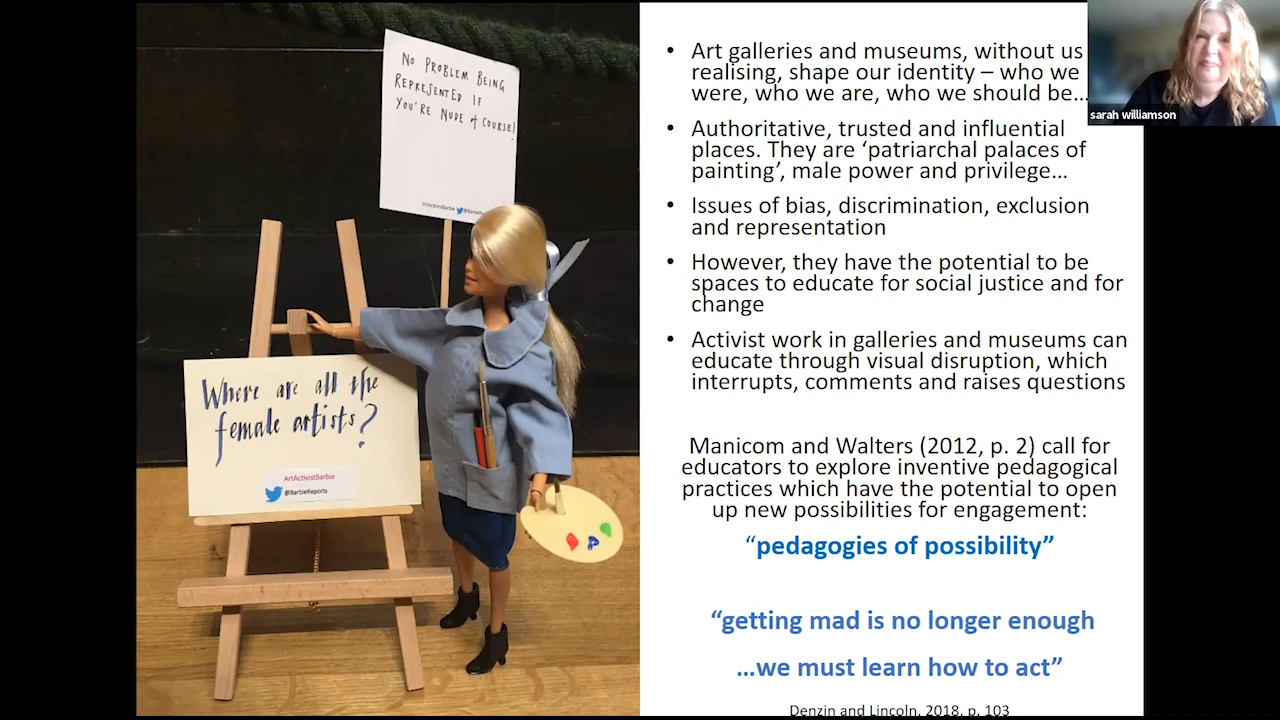 NO PROBLEM BEING
REPRESENTED IF
YOU'RE NUDE of COURSE!
ArtActivistBarbie
Where are all the
female artists?
ArtActivistBarbie
@BarbieReports
• Art galleries and museums, without us
realising, shape our identity – who we
were, who we are, who we should be...
• Authoritative, trusted and influential
places. They are ‘patriarchal palaces of
painting’, male power and privilege…
• Issues of bias, discrimination, exclusion
and representation
• However, they have the potential to be
spaces to educate for social justice and for
change
• Activist work in galleries and museums can
educate through visual disruption, which
interrupts, comments and raises questions
Manicom and Walters (2012, p. 2) call for
educators to explore inventive pedagogical
practices which have the potential to open
up new possibilities for engagement:
“pedagogies of possibility”
“getting mad is no longer enough
…we must learn how to act”
Denzin and Lincoln, 2018, p. 103
sarah williamson